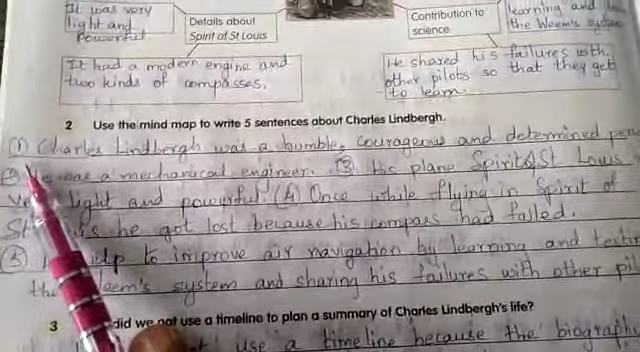 It was very
light and
Powerful
Details about
Spirit of St Louis
Contribution to
science
learning and
the Weem's system
It had a modern engine and
two kinds of compasses.
He shared his failures with
other pilots so that they get
to learn.
2 Use the mind map to write 5 sentences about Charles Lindbergh.
(1) Charles Lindbergh was a humble, courageous and determined
(2) He was a mechanical engineer. (3) His plane Spirit of St Louis
light and powerful. (4) Once while flying in Spirit of
he got lost because his compass had failed.
(5) to improve air navigation by learning and
the system and sharing his failures with other
3 did we not use a timeline to plan a summary of Charles Lindbergh's life?
use a timeline because the